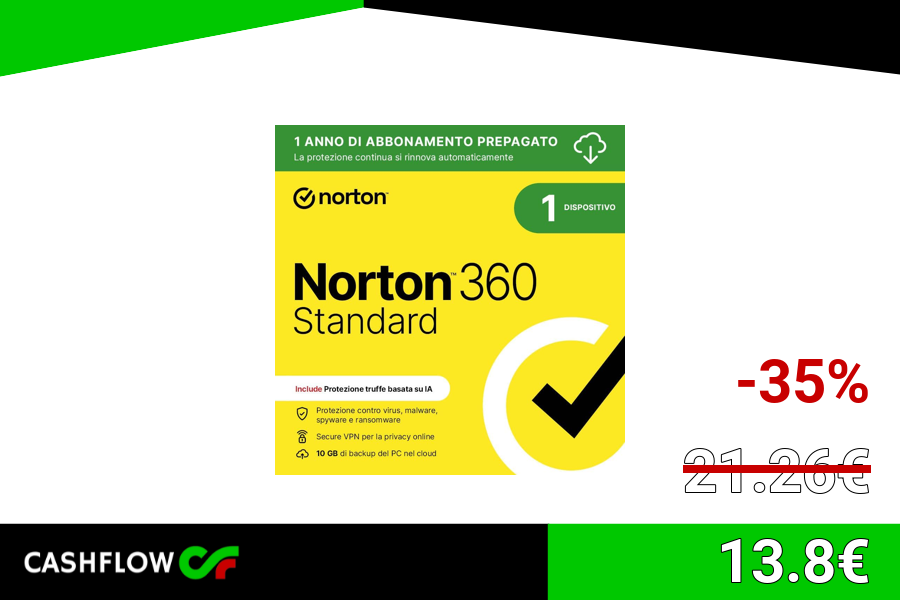 1 ANNO DI ABBONAMENTO PREPAGATO
La protezione continua si rinnova automaticamente
norton™
1 DISPOSITIVO
Norton™ 360
Standard
Include Protezione truffe basata su IA
Protezione contro virus, malware,
spyware e ransomware
Secure VPN per la privacy online
10 GB di backup del PC nel cloud
-35%
21.26€
CASHFLOW
13.8€